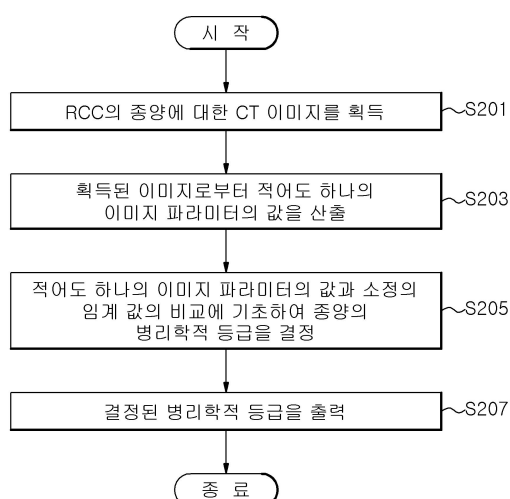 시 작
RCC의 종양에 대한 CT 이미지를 획득
S201
획득된 이미지로부터 적어도 하나의
이미지 파라미터의 값을 산출
S203
적어도 하나의 이미지 파라미터의 값과 소정의
임계 값의 비교에 기초하여 종양의
병리학적 등급을 결정
S205
결정된 병리학적 등급을 출력
S207
종 료